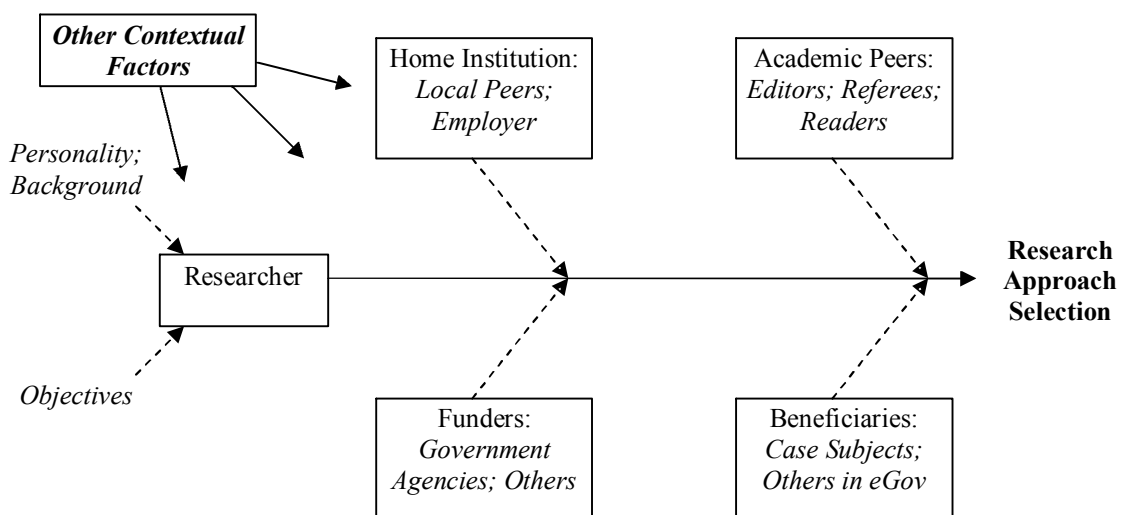 Other Contextual
Factors
Home Institution:
Local Peers;
Employer
Academic Peers:
Editors; Referees;
Readers
Personality;
Background
Researcher
Research
Approach
Selection
Objectives
Funders:
Government
Agencies; Others
Beneficiaries:
Case Subjects;
Others in eGov